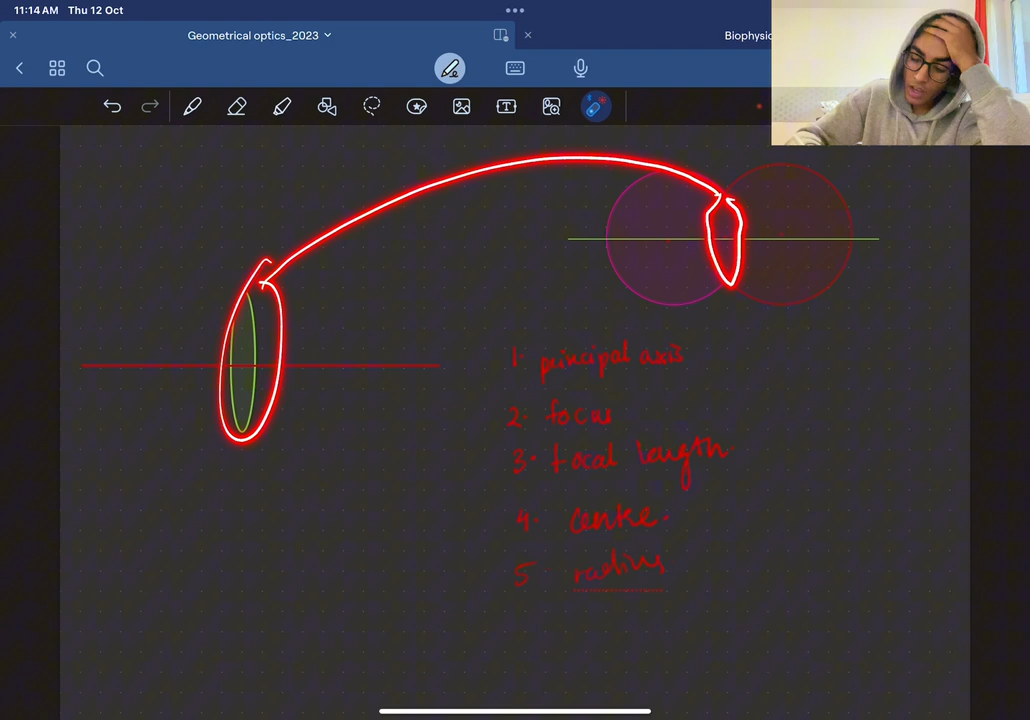 11:14 AM Thu 12 Oct
Geometrical optics_2023
Biophysic
1. principal axis
2. focus
3. focal length.
4. centre.
5 radius